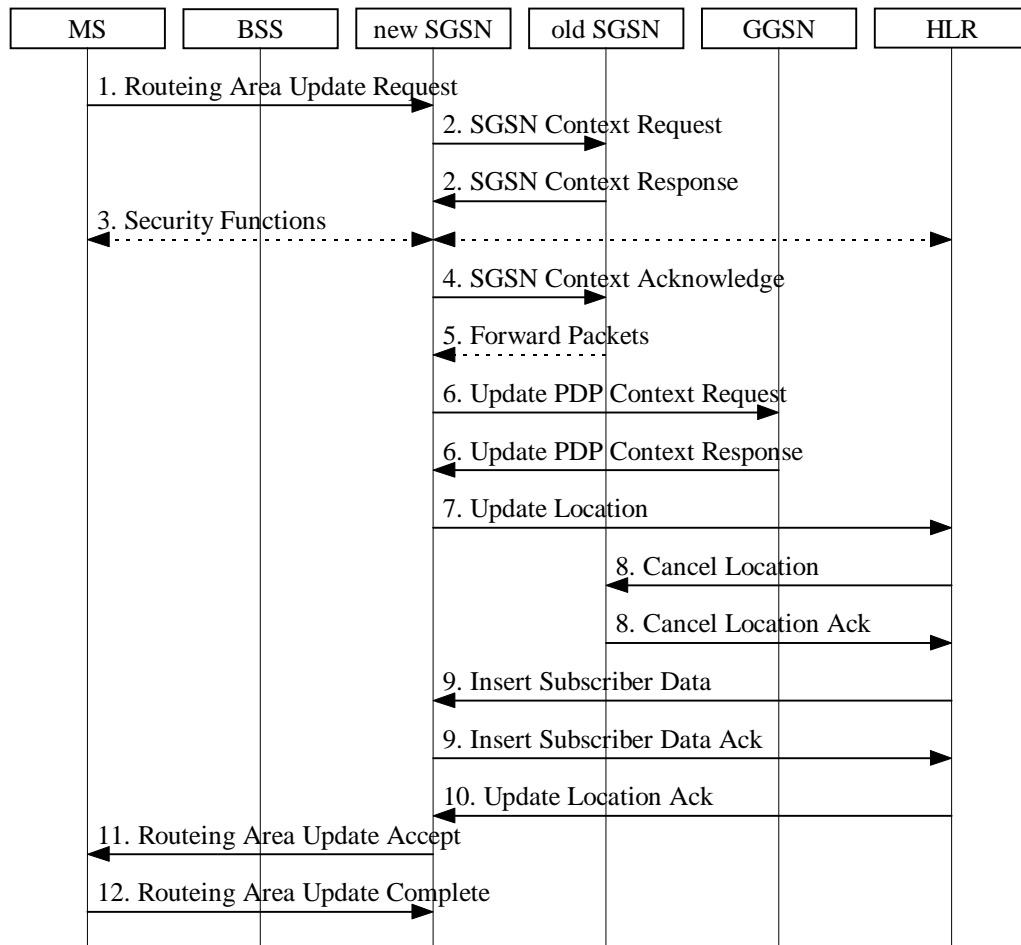 MS BSS new SGSN old SGSN GGSN HLR
1. Routeing Area Update Request
2. SGSN Context Request
2. SGSN Context Response
3. Security Functions
4. SGSN Context Acknowledge
5. Forward Packets
6. Update PDP Context Request
6. Update PDP Context Response
7. Update Location
8. Cancel Location
8. Cancel Location Ack
9. Insert Subscriber Data
9. Insert Subscriber Data Ack
10. Update Location Ack
11. Routeing Area Update Accept
12. Routeing Area Update Complete